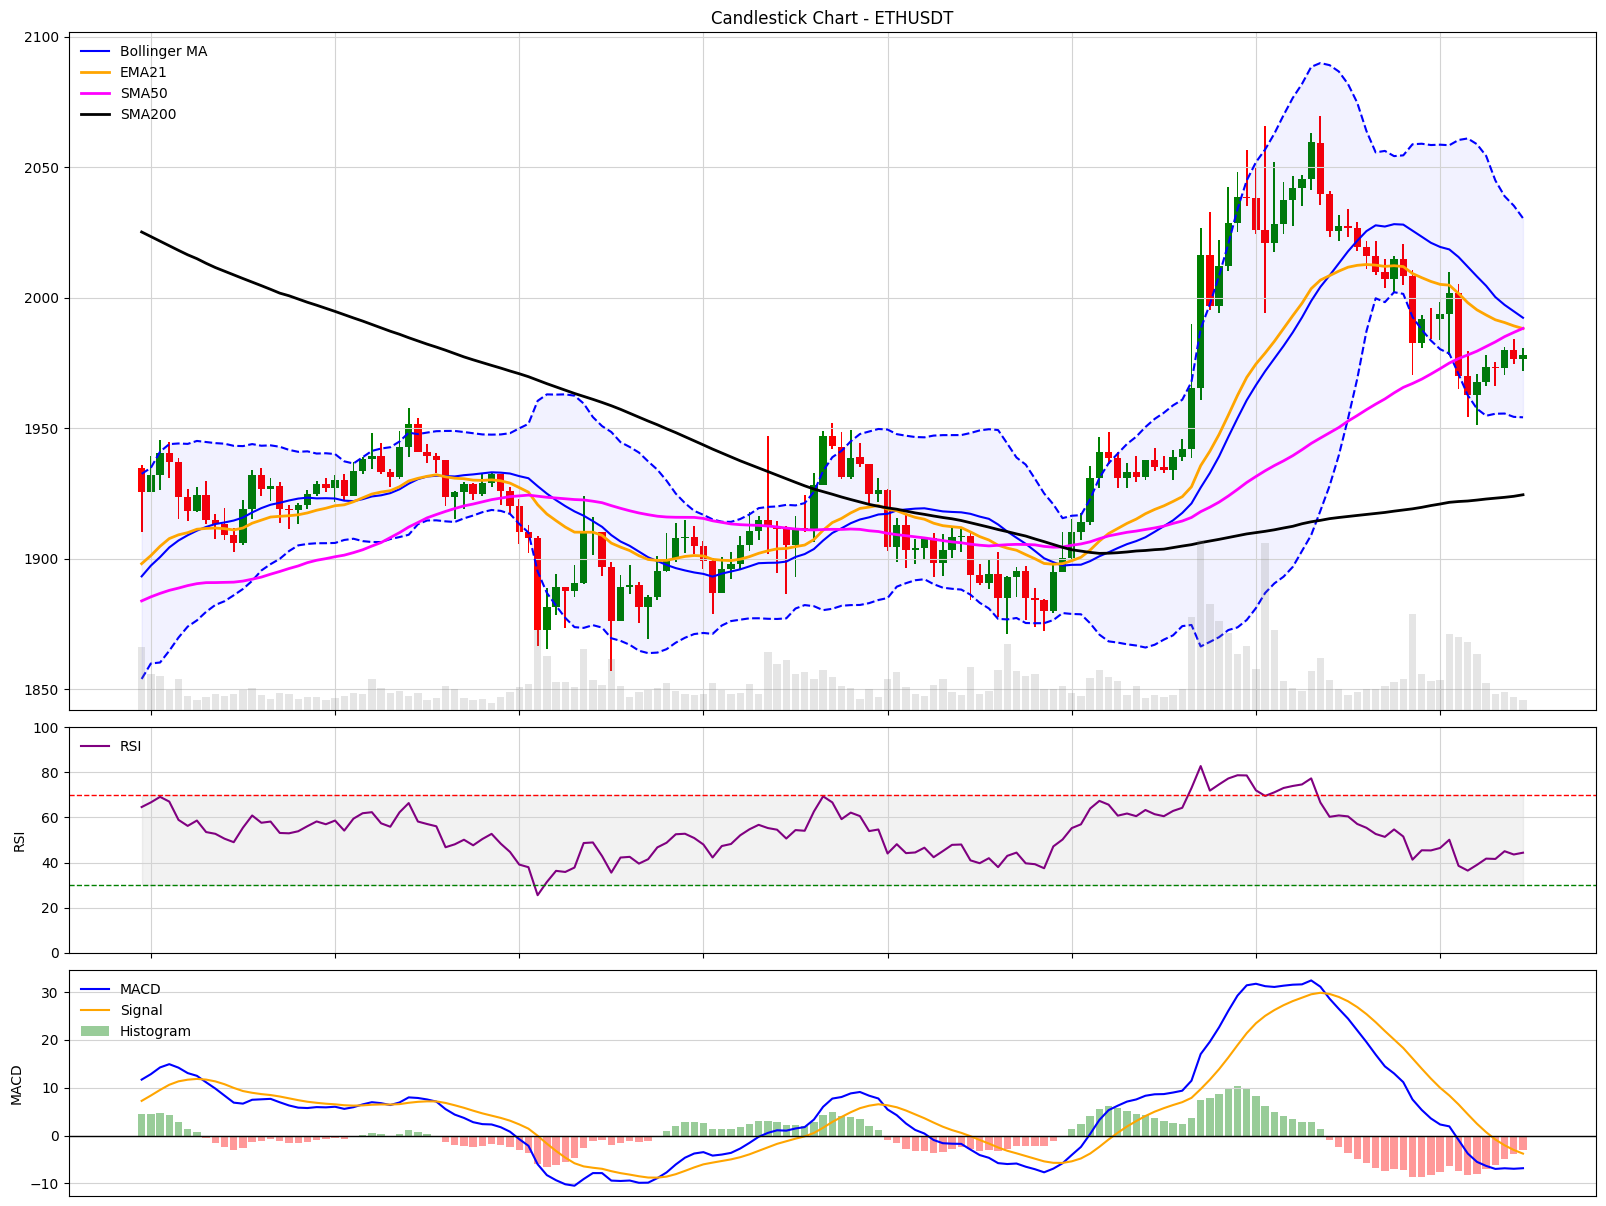 Candlestick Chart - ETHUSDT
Bollinger MA
EMA21
SMA50
SMA200
2100
2050
2000
1950
1900
1850
RSI
RSI
100
80
60
40
20
0
MACD
Signal
Histogram
MACD
30
20
10
0
−10